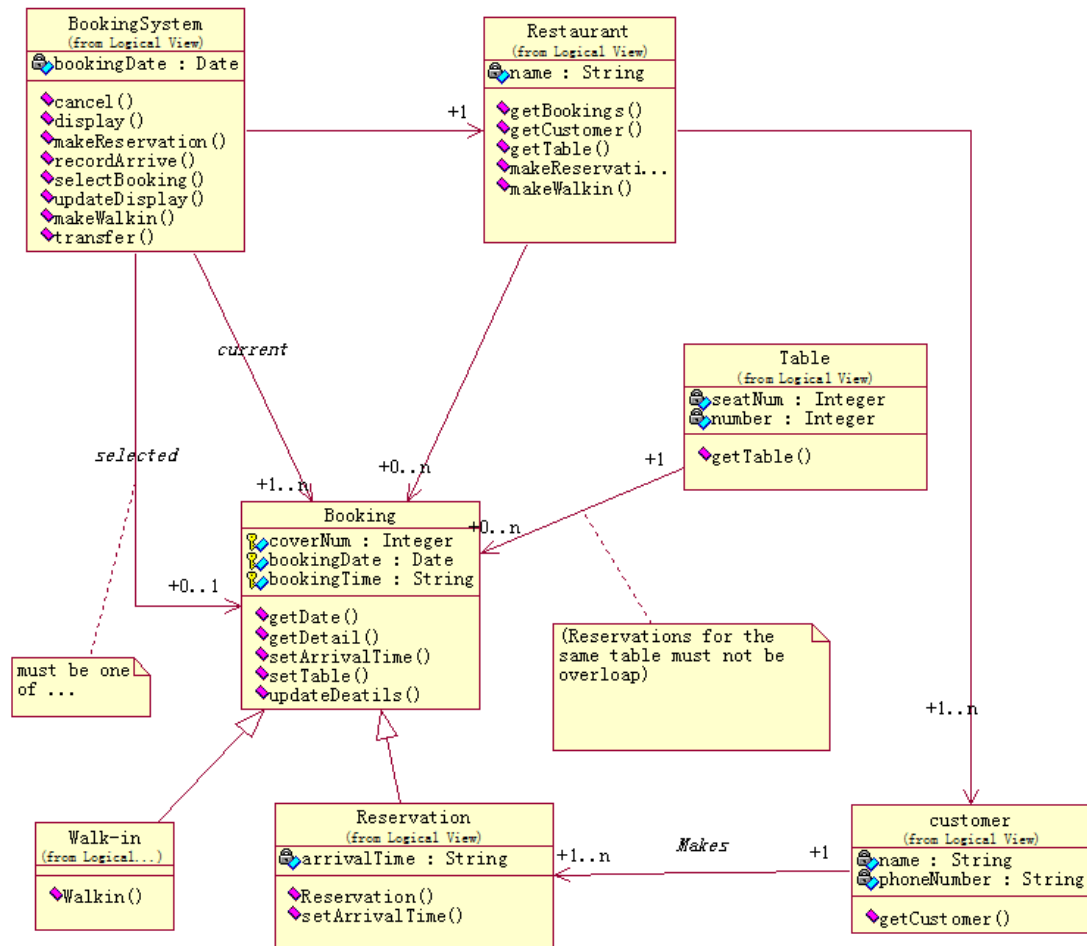 BookingSystem
(from Logical View)
bookingDate : Date
cancel()
display()
makeReservation()
recordArrive()
selectBooking()
updateDisplay()
makeWalkin()
transfer()
+1
Restaurant
(from Logical View)
name : String
getBookings()
getCustomer()
getTable()
makeReservati...
makeWalkin()
current
selected
+1..n
+0..n
Table
(from Logical View)
seatNum : Integer
number : Integer
getTable()
+1
+0..n
Booking
coverNum : Integer
bookingDate : Date
bookingTime : String
getDate()
getDetail()
setArrivalTime()
setTable()
updateDeatils()
+0..1
must be one
of ...
(Reservations for the
same table must not be
overloap)
+1..n
Walk-in
(from Logical...)
Walkin()
Reservation
(from Logical View)
arrivalTime : String
Reservation()
setArrivalTime()
+1..n
Makes
+1
customer
(from Logical View)
name : String
phoneNumber : String
getCustomer()